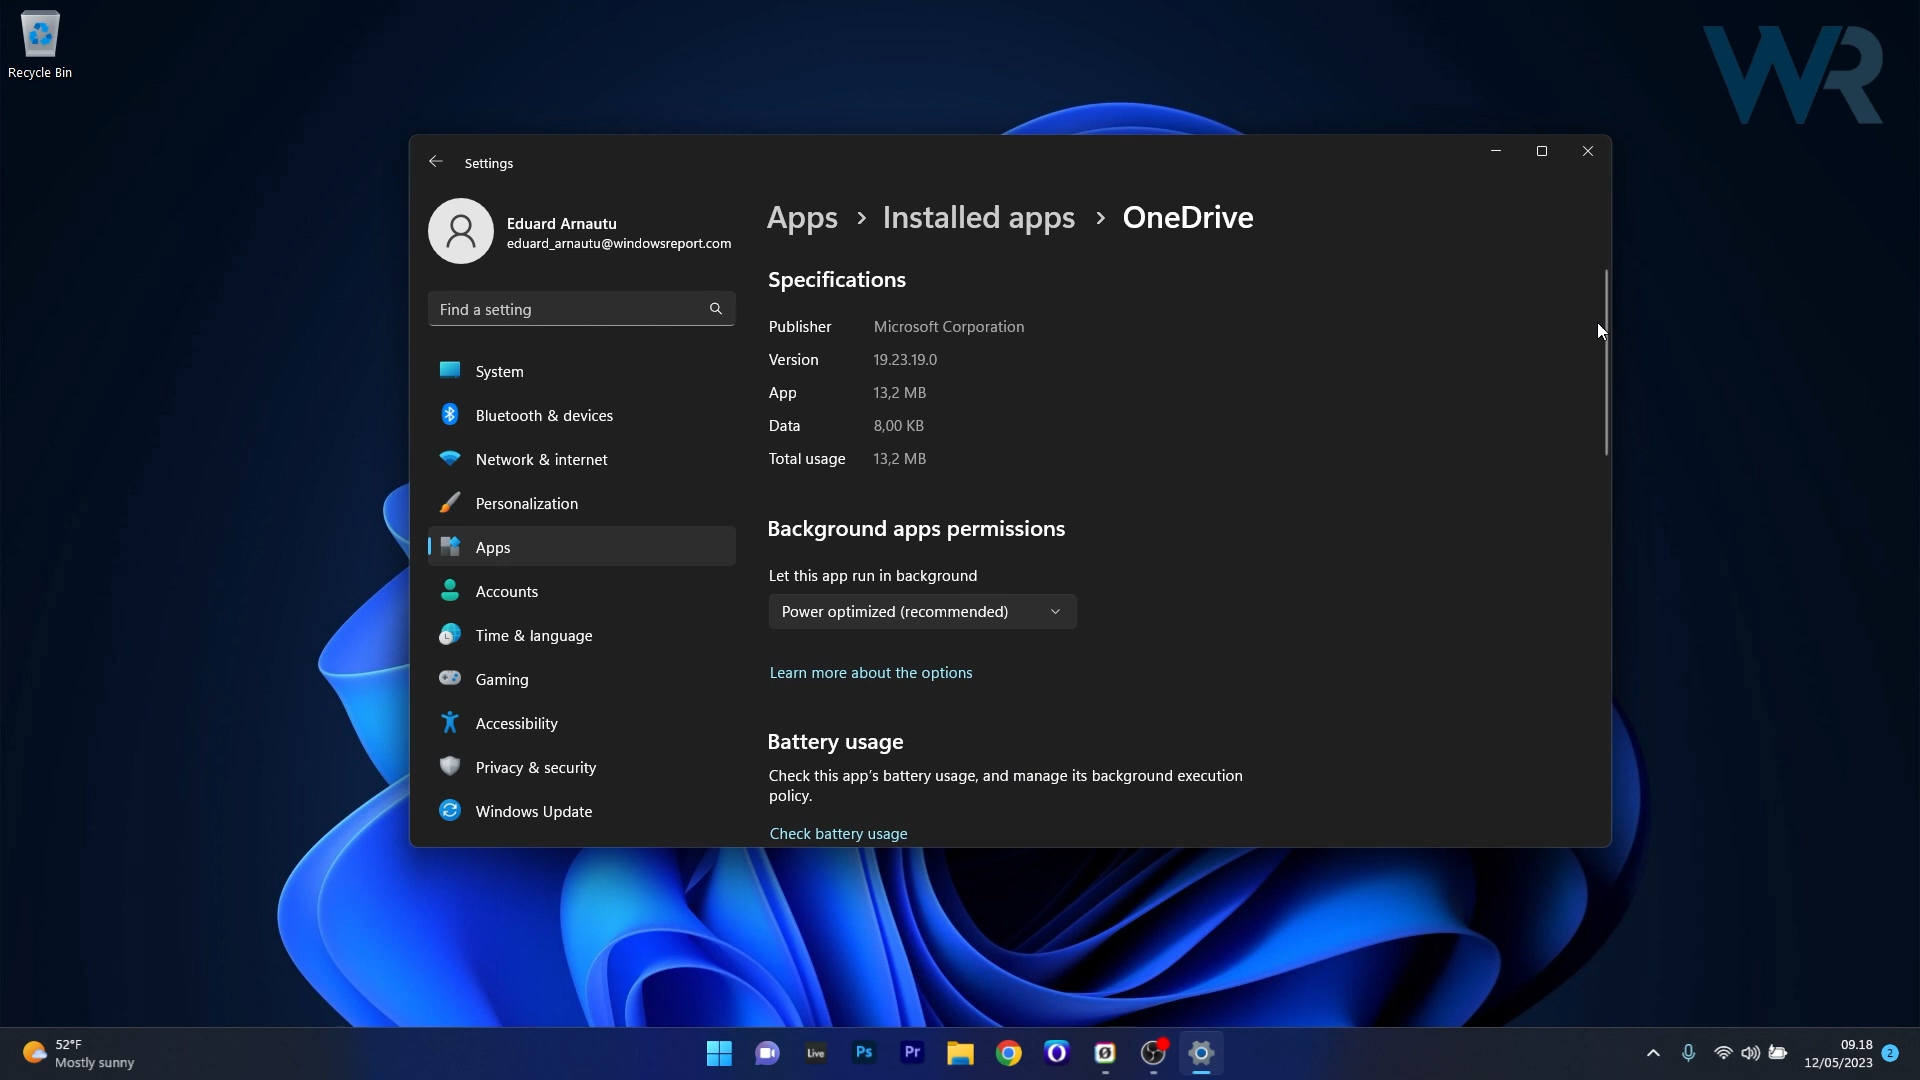 Recycle Bin
WR
Settings
Eduard Arnautu
eduard_arnautu@windowsreport.com
Find a setting
System
Bluetooth & devices
Network & internet
Personalization
Apps
Accounts
Time & language
Gaming
Accessibility
Privacy & security
Windows Update
Apps › Installed apps › OneDrive
Specifications
Publisher Microsoft Corporation
Version 19.23.19.0
App 13,2 MB
Data 8,00 KB
Total usage 13,2 MB
Background apps permissions
Let this app run in background
Power optimized (recommended)
Learn more about the options
Battery usage
Check this app's battery usage, and manage its background execution
policy.
Check battery usage
52°F
Mostly sunny
Live
Ps
Pr
09.18
12/05/2023
2